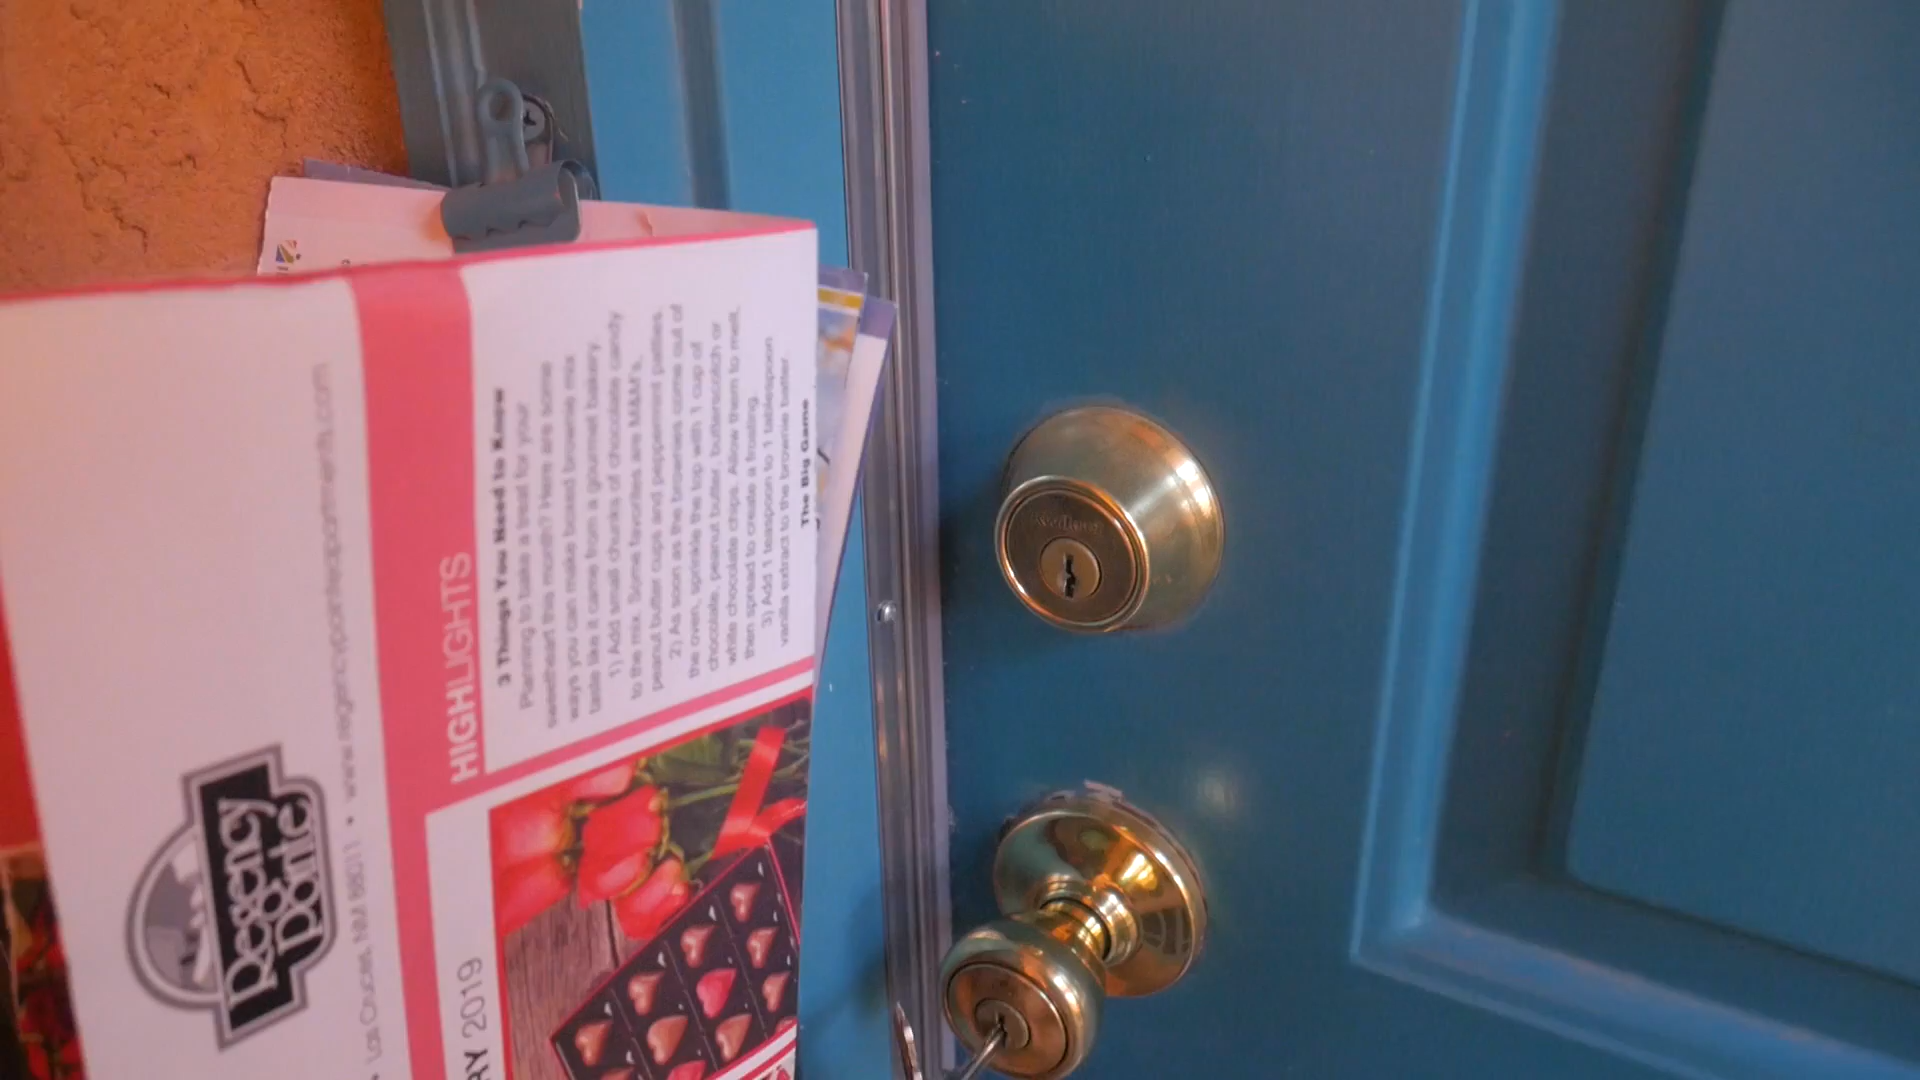 Regency
Pointe
Las Cruces, NM 88011 • www.regencypointeapartments.com
RY 2019
HIGHLIGHTS
3 Things You Need to Know
Planning to bake a treat for your
sweetheart this month? Here are some
ways you can make boxed brownie mix
taste like it came from a gourmet bakery.
1) Add small chunks of chocolate candy
to the mix. Some favorites are M&M's,
peanut butter cups and peppermint patties.
2) As soon as the brownies come out of
the oven, sprinkle the top with 1 cup of
chocolate, peanut butter, butterscotch or
white chocolate chips. Allow them to melt,
then spread to create a frosting.
3) Add 1 teaspoon to 1 tablespoon
vanilla extract to the brownie batter.
The Big Game
Kwikset